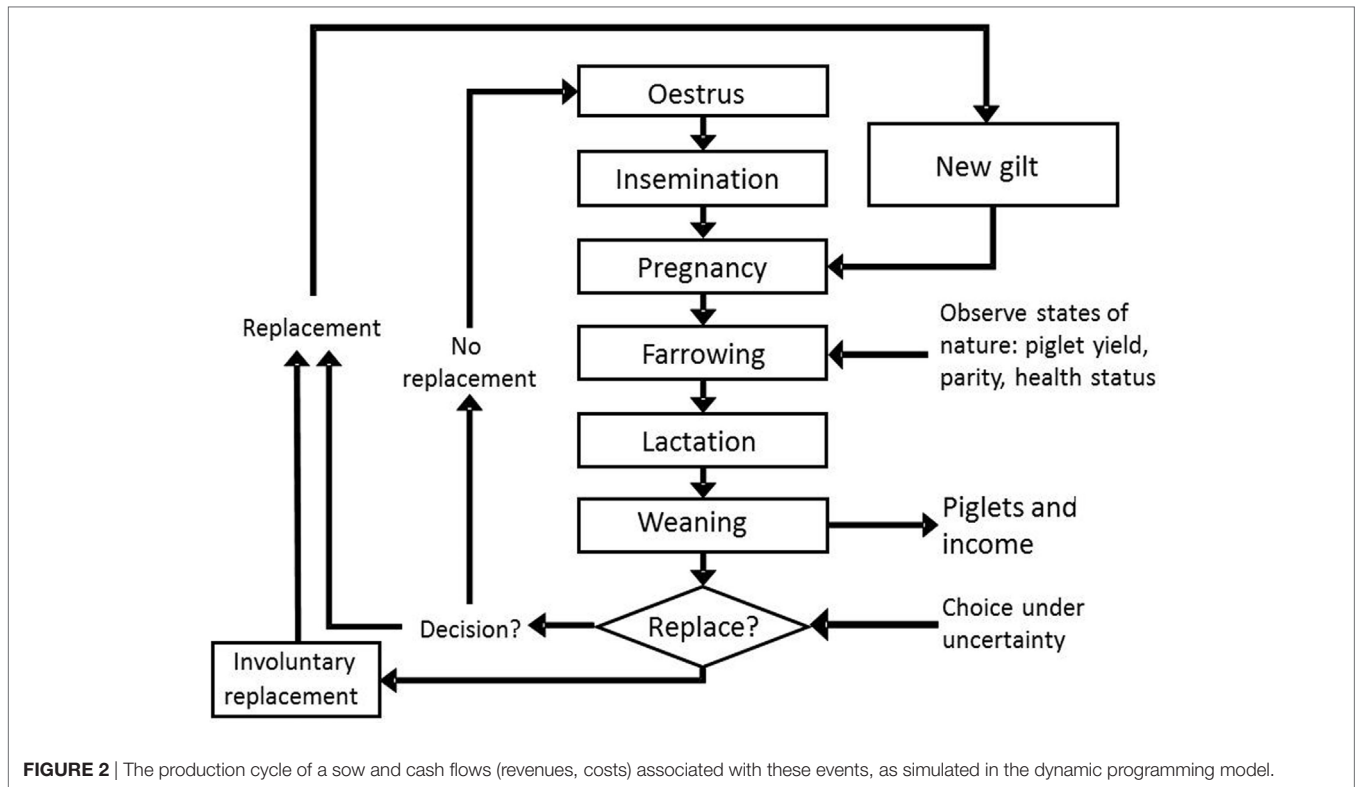 Oestrus
Insemination
New gilt
Pregnancy
Replacement
No
replacement
Farrowing
Observe states of
nature: piglet yield,
parity, health status
Lactation
Weaning
Piglets and
income
Decision?
Replace?
Choice under
uncertainty
Involuntary
replacement
FIGURE 2 | The production cycle of a sow and cash flows (revenues, costs) associated with these events, as simulated in the dynamic programming model.